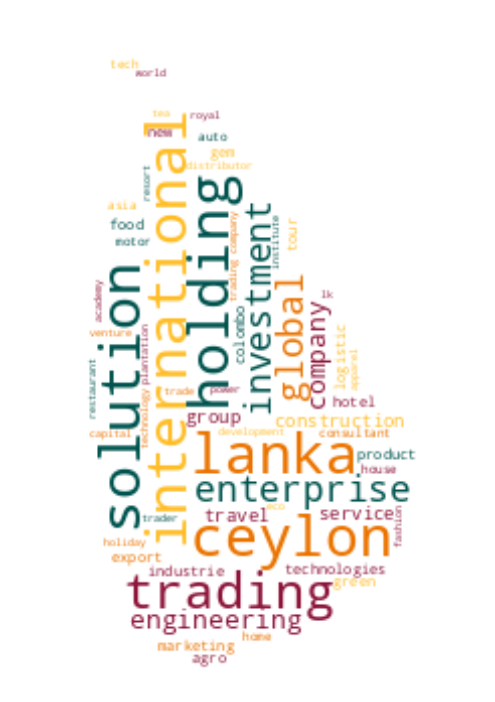 tech
world
tea
royal
new
auto
gem
distributor
international
holding
resort
asia
food
motor
investment
institute
tour
trading company
solution
academy
global
lk
company
colombo
venture
plantation
technology
restaurant
logistic
apparel
trade
power
hotel
group
construction
capital
development
consultant
lanka
product
house
enterprise
eco
trader
travel
service
fashion
ceylon
holiday
export
industrie
technologies
green
trading
engineering
home
marketing
agro